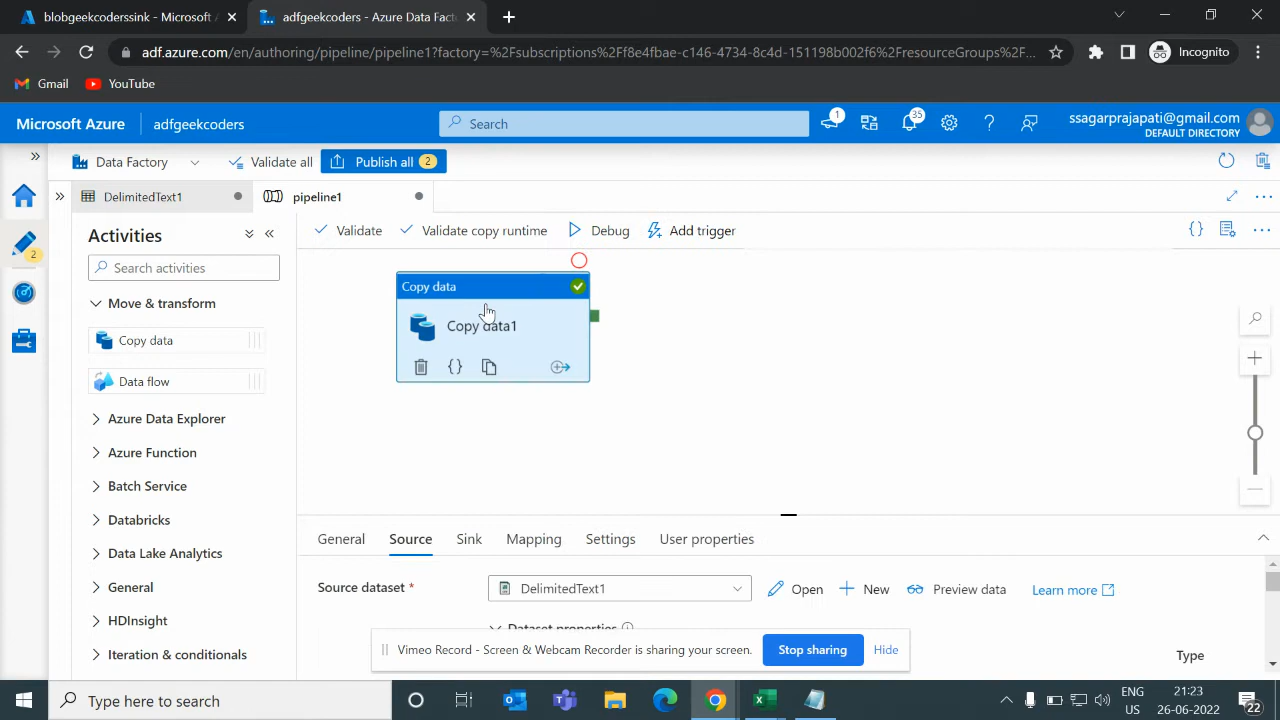 blobgeekcoderssink - Microsoft A
adfgeekcoders - Azure Data Fact
adf.azure.com/en/authoring/pipeline/pipeline1?factory=%2Fsubscriptions%2Ff8e4fbae-c146-4734-8c4d-151198b002f6%2FresourceGroups%2F...
Incognito
Gmail
YouTube
Microsoft Azure
adfgeekcoders
Search
1
35
ssagarprajapati@gmail.com
DEFAULT DIRECTORY
Data Factory
Validate all
Publish all
2
DelimitedText1
pipeline1
2
Activities
Validate
Validate copy runtime
Debug
Add trigger
Search activities
Move & transform
Copy data
Data flow
Azure Data Explorer
Azure Function
Batch Service
Databricks
Data Lake Analytics
General
HDInsight
Iteration & conditionals
Copy data
Copy data1
General
Source
Sink
Mapping
Settings
User properties
Source dataset *
DelimitedText1
Open
New
Preview data
Learn more
Dataset properties
Type
Vimeo Record - Screen & Webcam Recorder is sharing your screen.
Stop sharing
Hide
Type here to search
ENG
US
21:23
26-06-2022
22